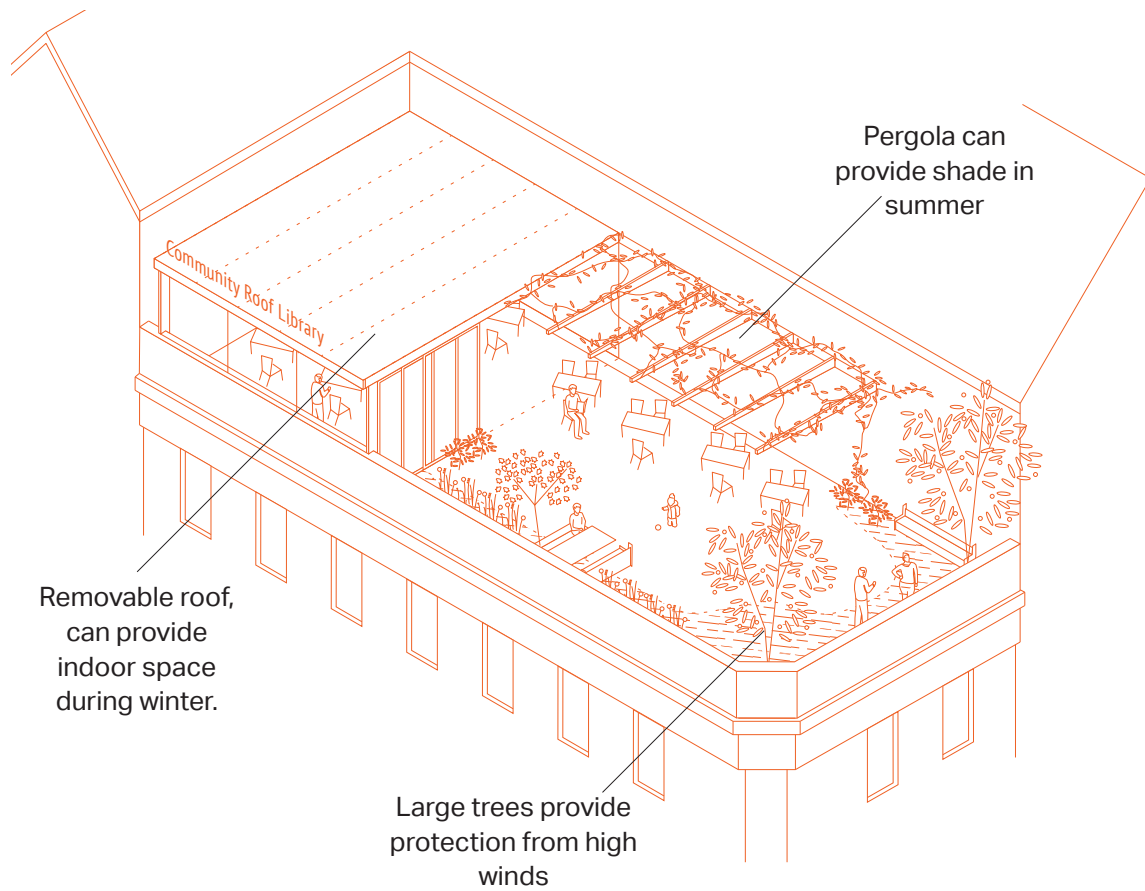 Pergola can
provide shade in
summer
Community Roof Library
Removable roof,
can provide
indoor space
during winter.
Large trees provide
protection from high
winds